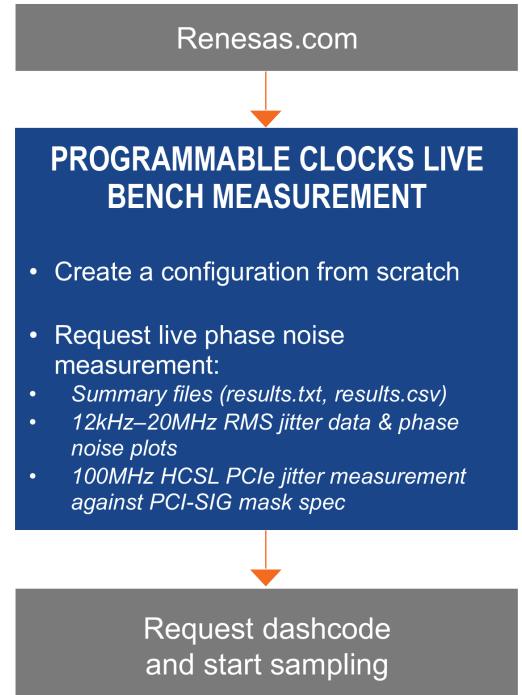 Renesas.com
PROGRAMMABLE CLOCKS LIVE
BENCH MEASUREMENT
• Create a configuration from scratch
• Request live phase noise
measurement:
• Summary files (results.txt, results.csv)
• 12kHz–20MHz RMS jitter data & phase
noise plots
• 100MHz HCSL PCIe jitter measurement
against PCI-SIG mask spec
Request dashcode
and start sampling